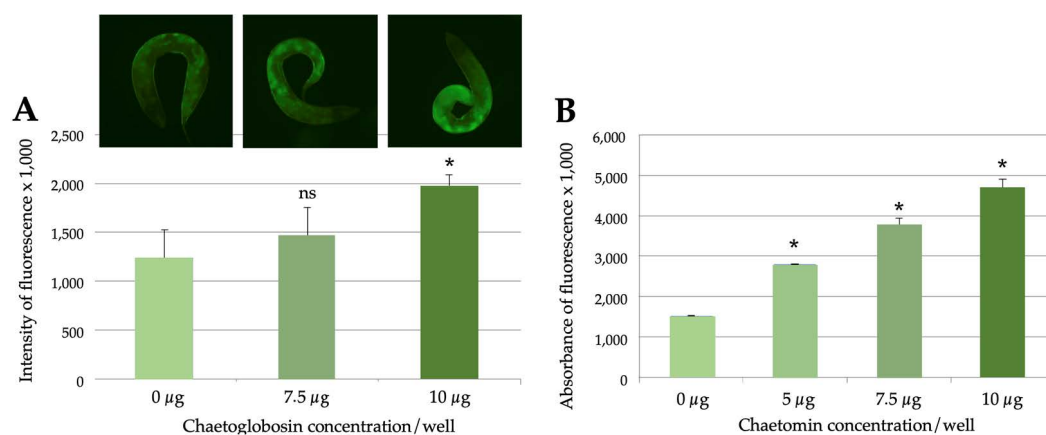 A
Intensity of fluorescence x 1,000
2,500
2,000
1,500
1,000
500
0
ns
*
0 µg
7.5 µg
10 µg
Chaetoglobosin concentration/well
B
Absorbance of fluorescence x 1,000
6,000
5,000
4,000
3,000
2,000
1,000
0
*
*
*
0 µg
5 µg
7.5 µg
10 µg
Chaetomin concentration/well